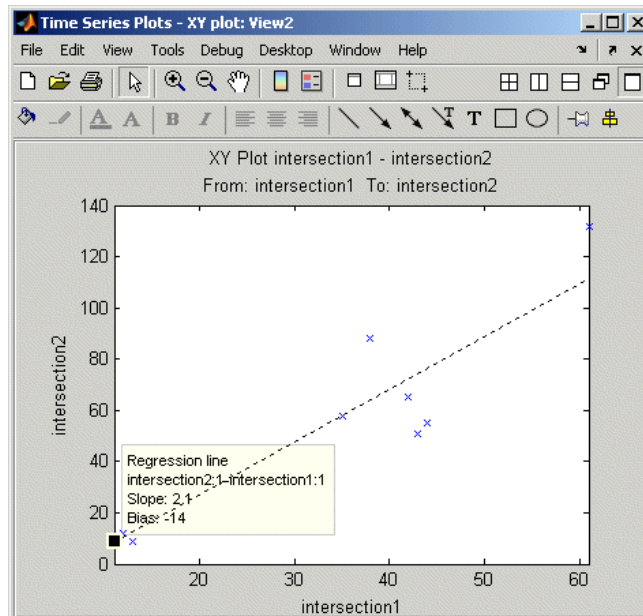 Time Series Plots - XY plot: View2
File Edit View Tools Debug Desktop Window Help
A A B I T T
XY Plot intersection1 - intersection2
From: intersection1 To: intersection2
140
120
100
80
60
40
20
0
intersection2
Regression line
intersection2:1-intersection1:1
Slope: 2.1
Bias: -14
20 30 40 50 60
intersection1